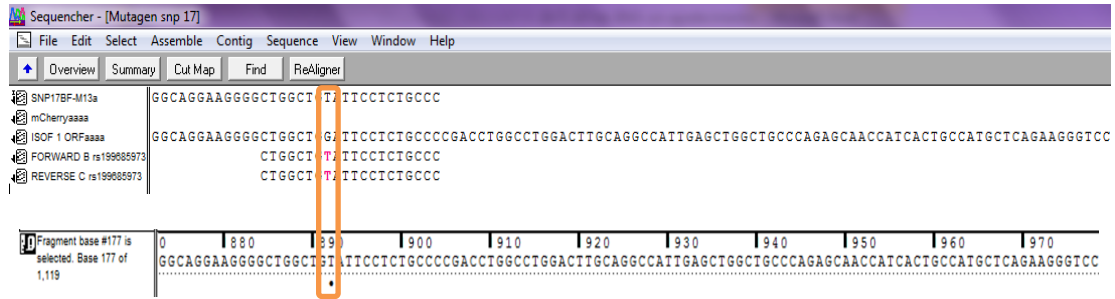 Sequencher - [Mutagen snp 17]
File Edit Select Assemble Contig Sequence View Window Help
Overview Summary Cut Map Find ReAligner
SNP17BF-M13a GGCAGGAAGGGGCTGGCTGTATTCCTCTGCCC
mCherryaaaa
ISOF 1 ORFaaaa GGCAGGAAGGGGCTGGCTGGATTCCTCTGCCCCGACCTGGCCTGGACTTGCAGGCCATTGAGCTGGCTGCCCAGAGCAACCATCACTGCCATGCTCAGAAGGGTCC
FORWARD B rs199685973 CTGGCTGTATTCCTCTGCCC
REVERSE C rs199685973 CTGGCTGTATTCCTCTGCCC
Fragment base #177 is
selected. Base 177 of
1,119
0 880 890 900 910 920 930 940 950 960 970
GGCAGGAAGGGGCTGGCTGTATTCCTCTGCCCCGACCTGGCCTGGACTTGCAGGCCATTGAGCTGGCTGCCCAGAGCAACCATCACTGCCATGCTCAGAAGGGTCC